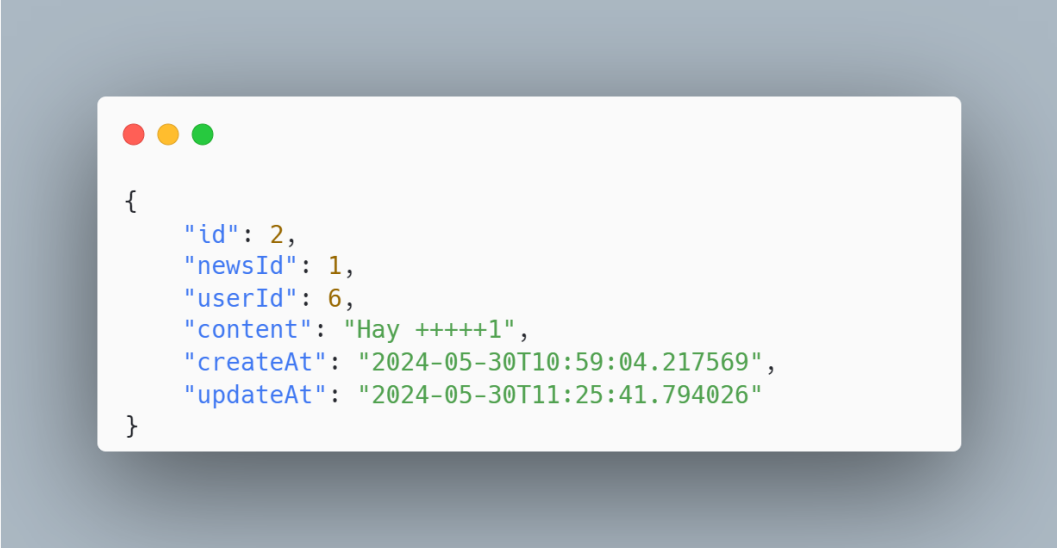 {
    "id": 2,
    "newsId": 1,
    "userId": 6,
    "content": "Hay +++++1",
    "createAt": "2024-05-30T10:59:04.217569",
    "updateAt": "2024-05-30T11:25:41.794026"
}